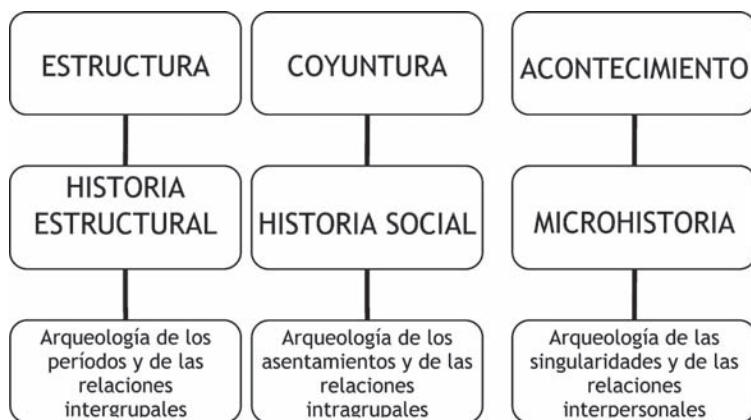 ESTRUCTURA
COYUNTURA
ACONTECIMIENTO
HISTORIA
ESTRUCTURAL
HISTORIA SOCIAL
MICROHISTORIA
Arqueología de los
períodos y de las
relaciones
intergrupales
Arqueología de los
asentamientos y de las
relaciones
intragrupales
Arqueología de las
singularidades y de las
relaciones
interpersonales